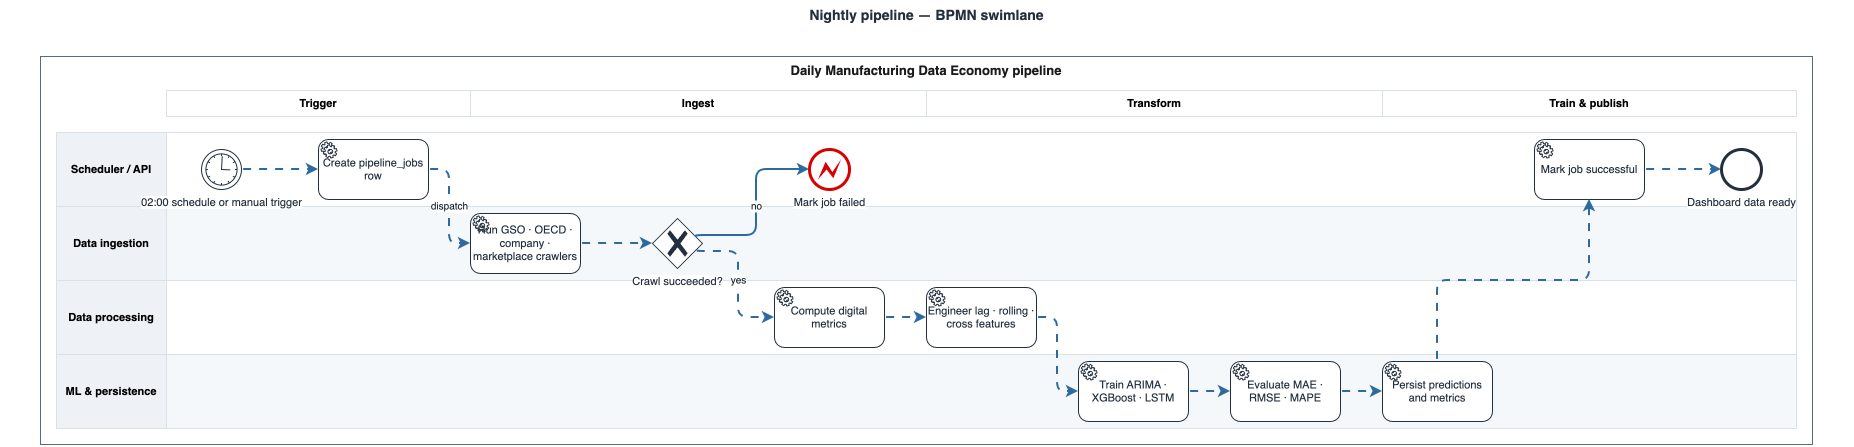 Nightly pipeline — BPMN swimlane
Daily Manufacturing Data Economy pipeline
Trigger
Ingest
Transform
Train & publish
Scheduler / API
Create pipeline_jobs
row
Mark job successful
02:00 schedule or manual trigger
dispatch
no
Mark job failed
Dashboard data ready
Data ingestion
Run GSO · OECD ·
company ·
marketplace crawlers
Crawl succeeded?
yes
Data processing
Compute digital
metrics
Engineer lag · rolling ·
cross features
ML & persistence
Train ARIMA ·
XGBoost · LSTM
Evaluate MAE ·
RMSE · MAPE
Persist predictions
and metrics